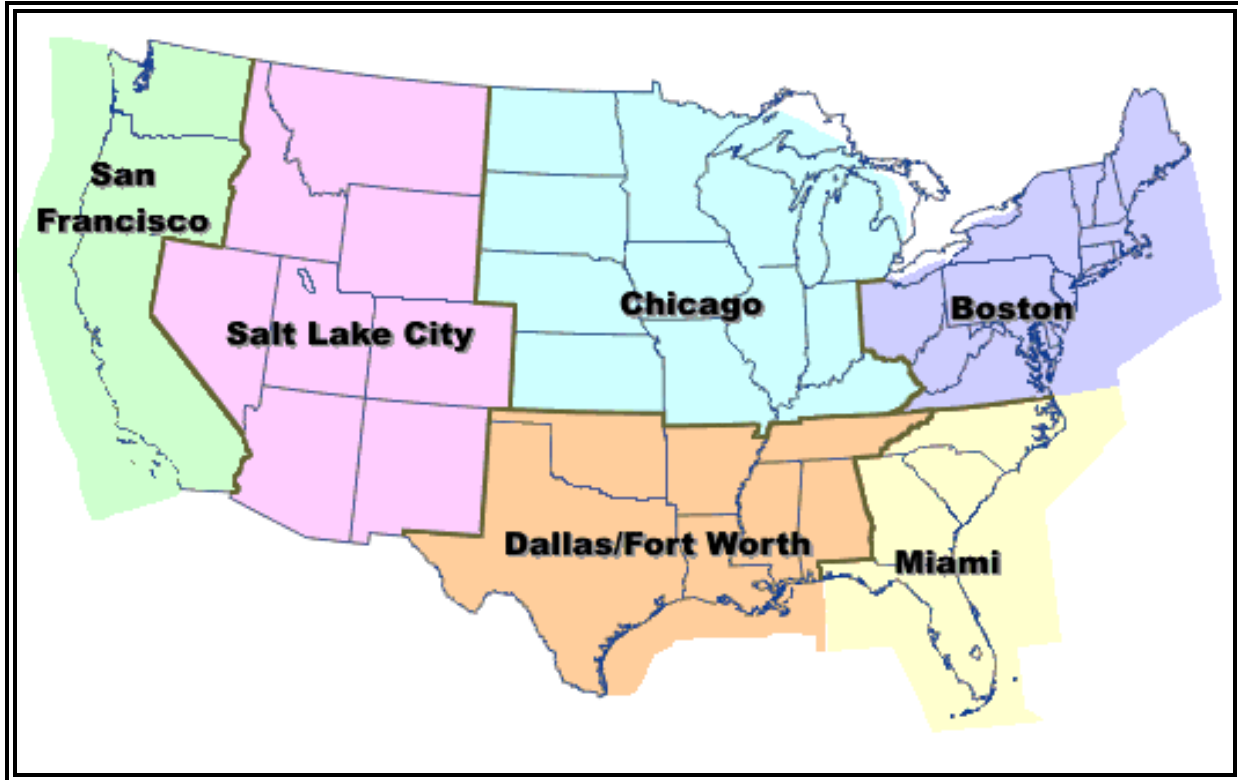 San
Francisco
Salt Lake City
Chicago
Boston
Dallas/Fort Worth
Miami